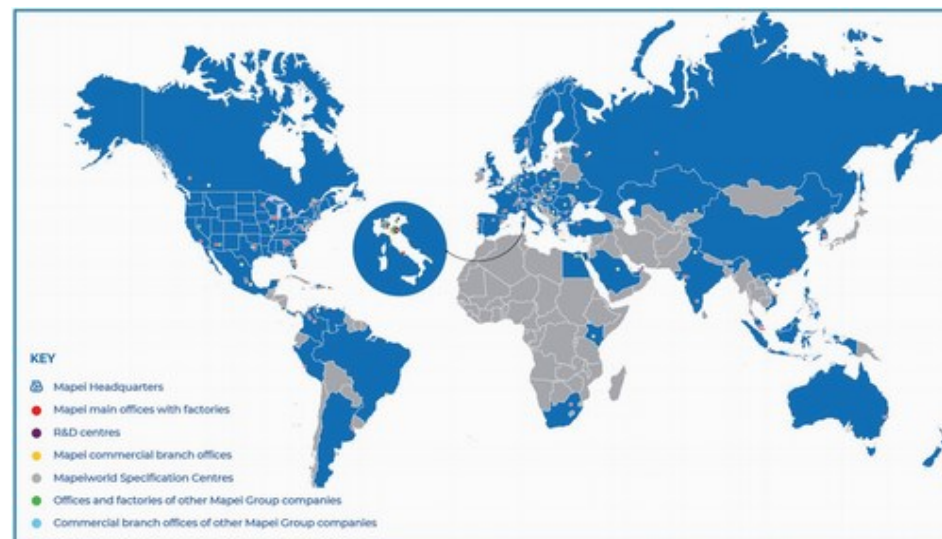 KEY
Mapei Headquarters
Mapei main offices with factories
R&D centres
Mapei commercial branch offices
Mapeiworld Specification Centres
Offices and factories of other Mapei Group companies
Commercial branch offices of other Mapei Group companies